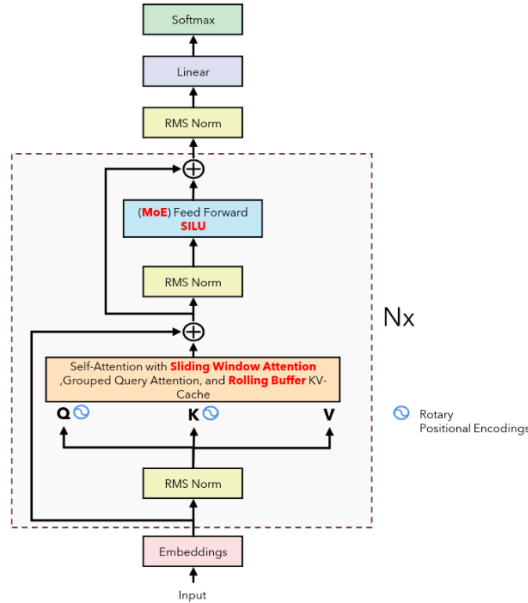 Softmax
Linear
RMS Norm
(MoE) Feed Forward
SILU
RMS Norm
Nx
Self-Attention with Sliding Window Attention
,Grouped Query Attention, and Rolling Buffer KV-
Cache
Q K V
Rotary
Positional Encodings
RMS Norm
Embeddings
Input